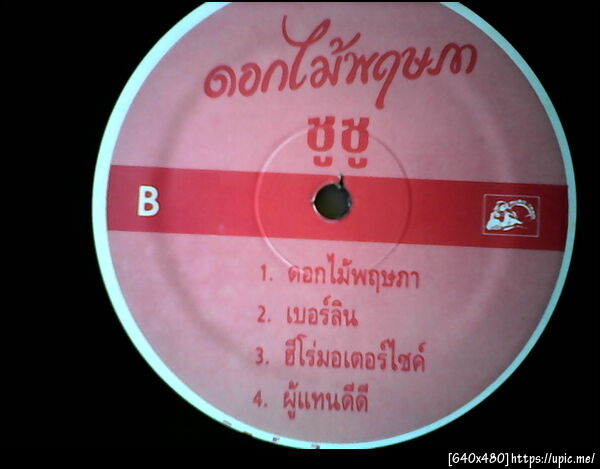 ดอกไม้พฤษภา
ซูซู
B
1. ดอกไม้พฤษภา
2. เบอร์ลิน
3. ฮีโร่มอเตอร์ไซค์
4. ผู้แทนดีดี
[640x480]https://upic.me/